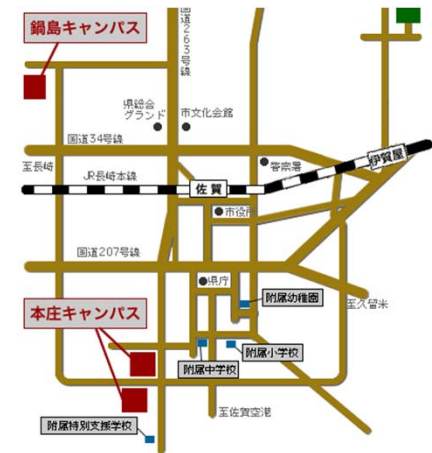 国道263号線
鍋島キャンパス
県総合
グランド
市文化会館
国道34号線
警察署
伊賀屋
至長崎
JR長崎本線
佐賀
市役所
国道207号線
県庁
附属幼稚園
至久留米
本庄キャンパス
附属中学校
附属小学校
至佐賀空港
附属特別支援学校